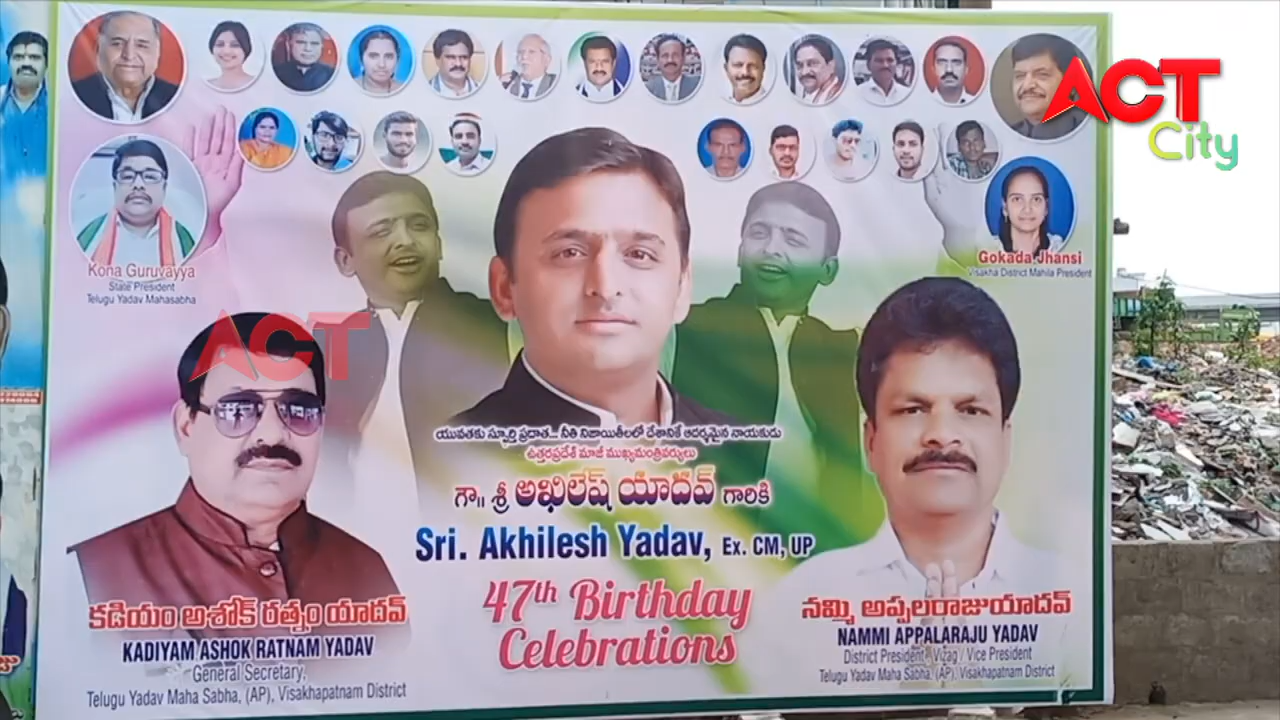 ACT
City
Kona Guruvayya
State President
Telugu Yadav Mahasabha
Gokada Jhansi
Visakha District Mahila President
ACT
యువతకు స్ఫూర్తి ప్రదాత... నీతి నిజాయితీలలో దేశానికే ఆదర్శమైన నాయకుడు
ఉత్తరప్రదేశ్ మాజీ ముఖ్యమంత్రివర్యులు
గౌ॥ శ్రీ అఖిలేష్ యాదవ్ గారికి
Sri. Akhilesh Yadav, Ex. CM, UP
47th Birthday
Celebrations
కడియం అశోక్ రత్నం యాదవ్
KADIYAM ASHOK RATNAM YADAV
General Secretary,
Telugu Yadav Maha Sabha, (AP), Visakhapatnam District
నమ్మి అప్పలరాజుయాదవ్
NAMMI APPALARAJU YADAV
District President, Vizag / Vice President
Telugu Yadav Maha Sabha, (AP), Visakhapatnam District